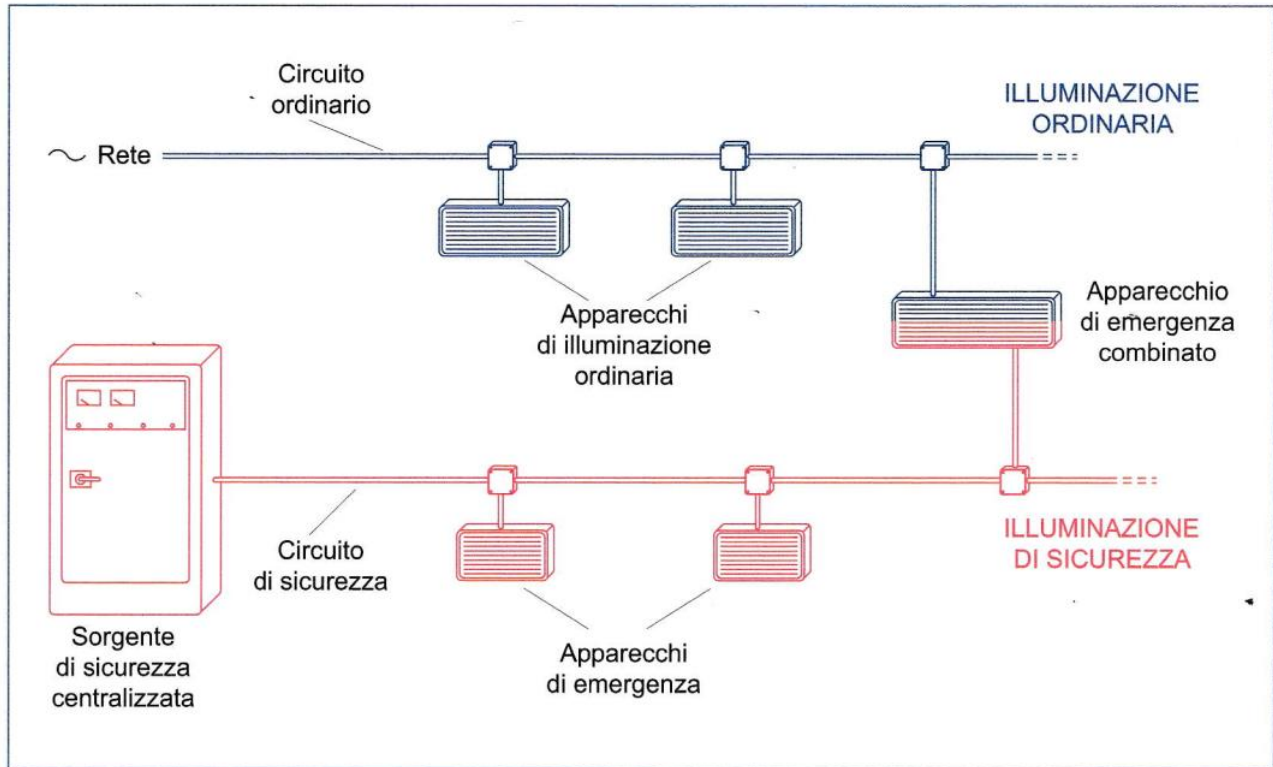 Circuito
ordinario
ILLUMINAZIONE
ORDINARIA
~ Rete
Apparecchi
di illuminazione
ordinaria
Apparecchio
di emergenza
combinato
Circuito
di sicurezza
ILLUMINAZIONE
DI SICUREZZA
Sorgente
di sicurezza
centralizzata
Apparecchi
di emergenza